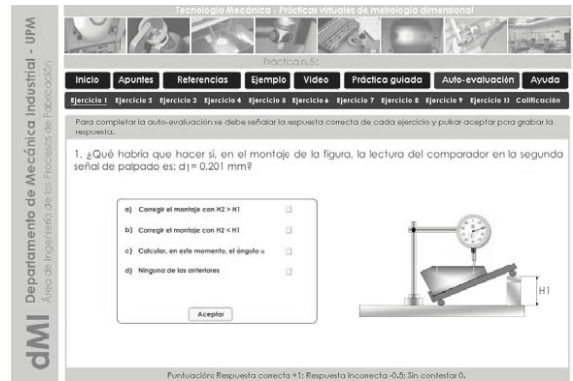 Tecnología Mecánica - Prácticas virtuales de metrología dimensional
Práctica n.5:
Inicio Apuntes Referencias Ejemplo Video Práctica guiada Auto-evaluación Ayuda
Ejercicio 1 Ejercicio 2 Ejercicio 3 Ejercicio 4 Ejercicio 5 Ejercicio 6 Ejercicio 7 Ejercicio 8 Ejercicio 9 Ejercicio 10 Calificación
Para completar la auto-evaluación se debe señalar la respuesta correcta de cada ejercicio y pulsar aceptar para grabar la
respuesta.
1. ¿Qué habría que hacer si, en el montaje de la figura, la lectura del comparador en la segunda
señal de palpado es: d1= 0,201 mm?
a) Corregir el montaje con H2 > H1
b) Corregir el montaje con H2 < H1
c) Calcular, en este momento, el ángulo α
d) Ninguna de las anteriores
Aceptar
H1
Puntuación: Respuesta correcta +1; Respuesta incorrecta -0.5; Sin contestar 0.
dMI Departamento de Mecánica Industrial - UPM
Área de Ingeniería de los Procesos de Fabricación